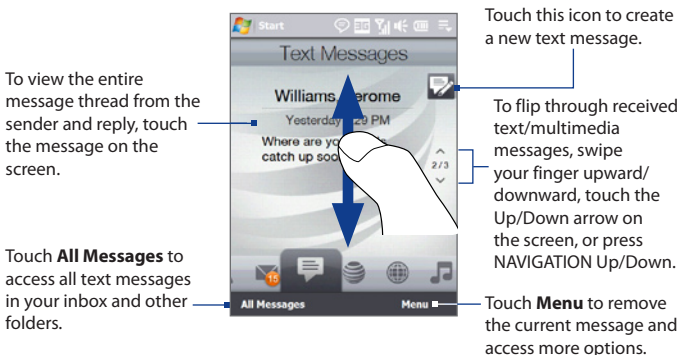 Touch this icon to create
a new text message.
To view the entire
message thread from the
sender and reply, touch
the message on the
screen.
To flip through received
text/multimedia
messages, swipe
your finger upward/
downward, touch the
Up/Down arrow on
the screen, or press
NAVIGATION Up/Down.
Touch All Messages to
access all text messages
in your inbox and other
folders.
Touch Menu to remove
the current message and
access more options.
Start 3G
Text Messages
Williams
Yesterday 29 PM
Where are
catch up
2/3
15
All Messages Menu